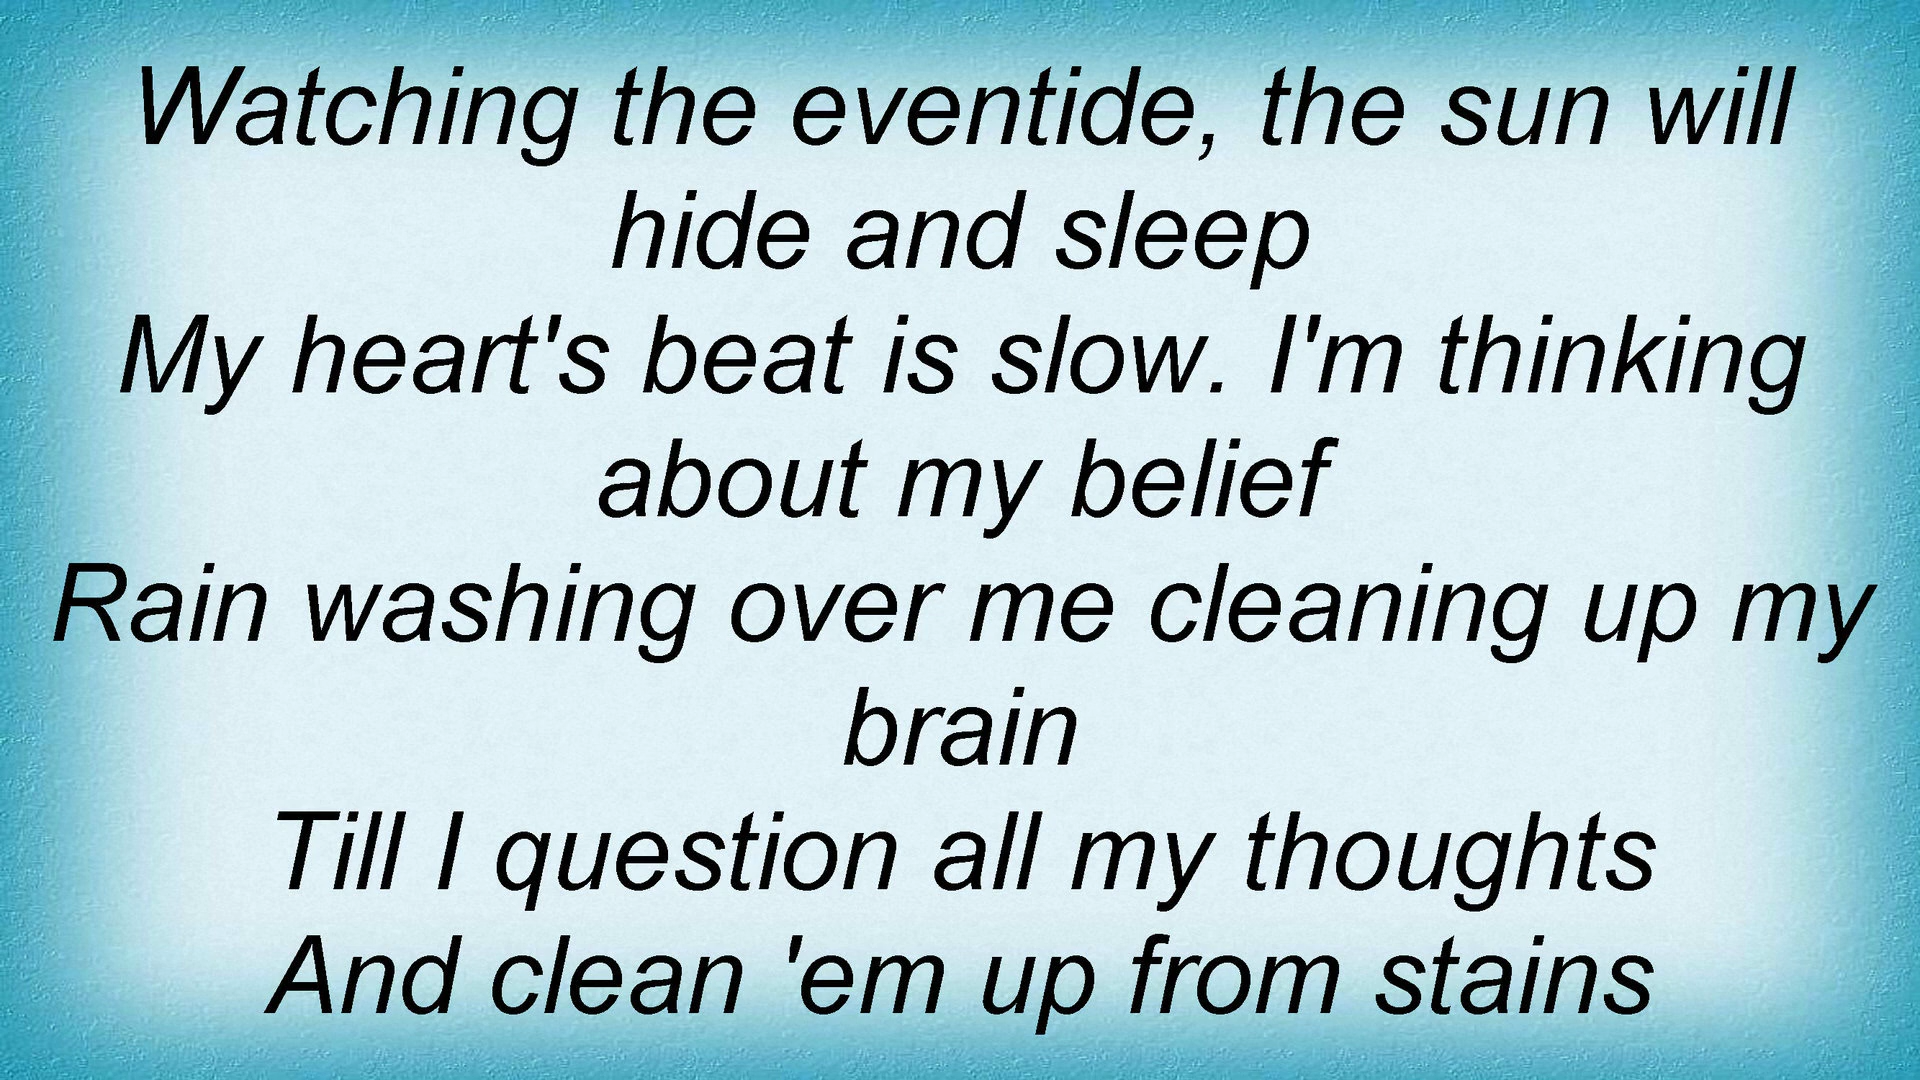 Watching the eventide, the sun will
hide and sleep
My heart's beat is slow. I'm thinking
about my belief
Rain washing over me cleaning up my
brain
Till I question all my thoughts
And clean 'em up from stains